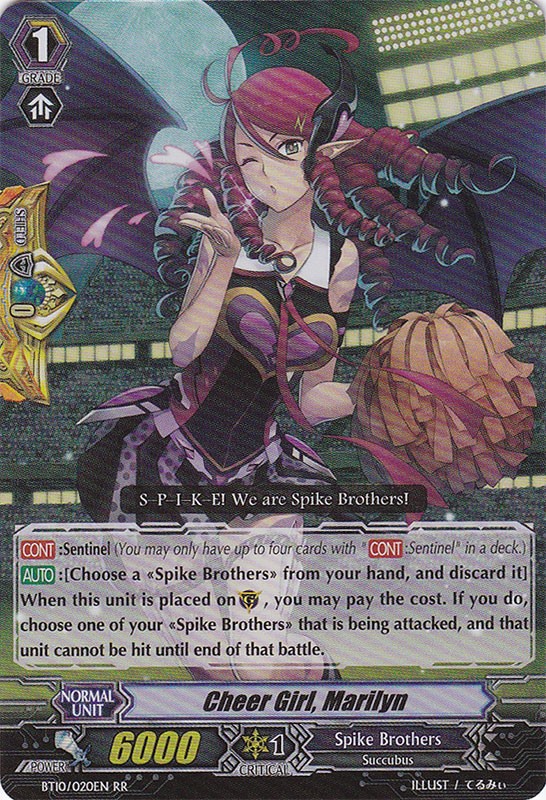 1
GRADE
SHIELD
0
S-P-I-K-E! We are Spike Brothers!
CONT :Sentinel (You may only have up to four cards with "CONT :Sentinel" in a deck.)
AUTO :[Choose a «Spike Brothers» from your hand, and discard it]
When this unit is placed on , you may pay the cost. If you do,
choose one of your «Spike Brothers» that is being attacked, and that
unit cannot be hit until end of that battle.
NORMAL
UNIT
Cheer Girl, Marilyn
POWER
6000
1
CRITICAL
Spike Brothers
Succubus
BT10/020EN RR
ILLUST / てるみぃ